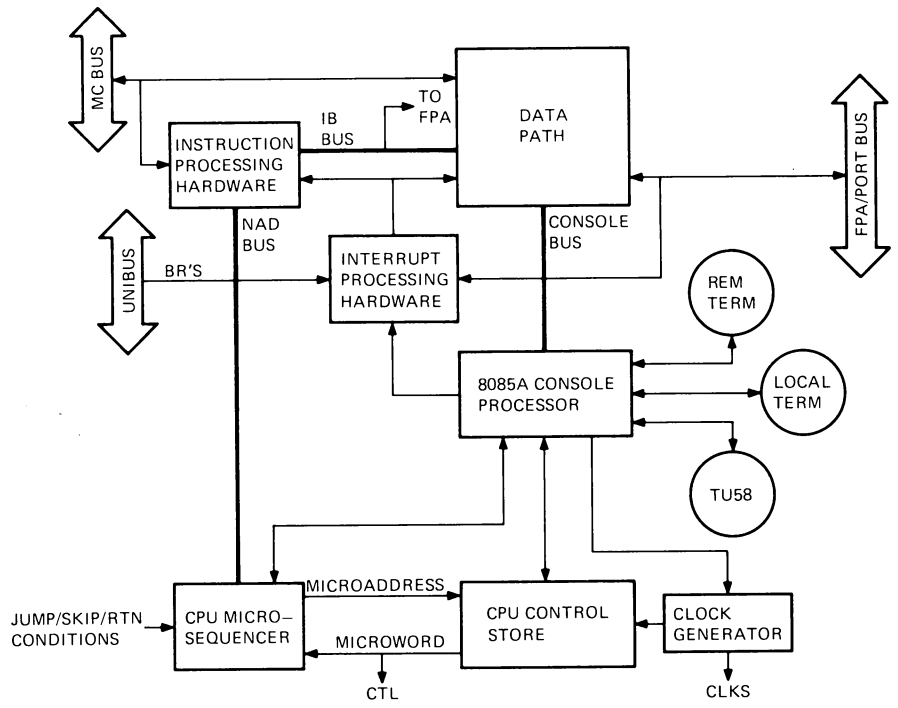 MC BUS
TO
FPA
IB
BUS
DATA
PATH
INSTRUCTION
PROCESSING
HARDWARE
FPA/PORT BUS
NAD
BUS
CONSOLE
BUS
UNIBUS
BR'S
INTERRUPT
PROCESSING
HARDWARE
REM
TERM
8085A CONSOLE
PROCESSOR
LOCAL
TERM
TU58
MICROADDRESS
JUMP/SKIP/RTN
CONDITIONS
CPU MICRO–
SEQUENCER
CPU CONTROL
STORE
CLOCK
GENERATOR
MICROWORD
CTL
CLKS